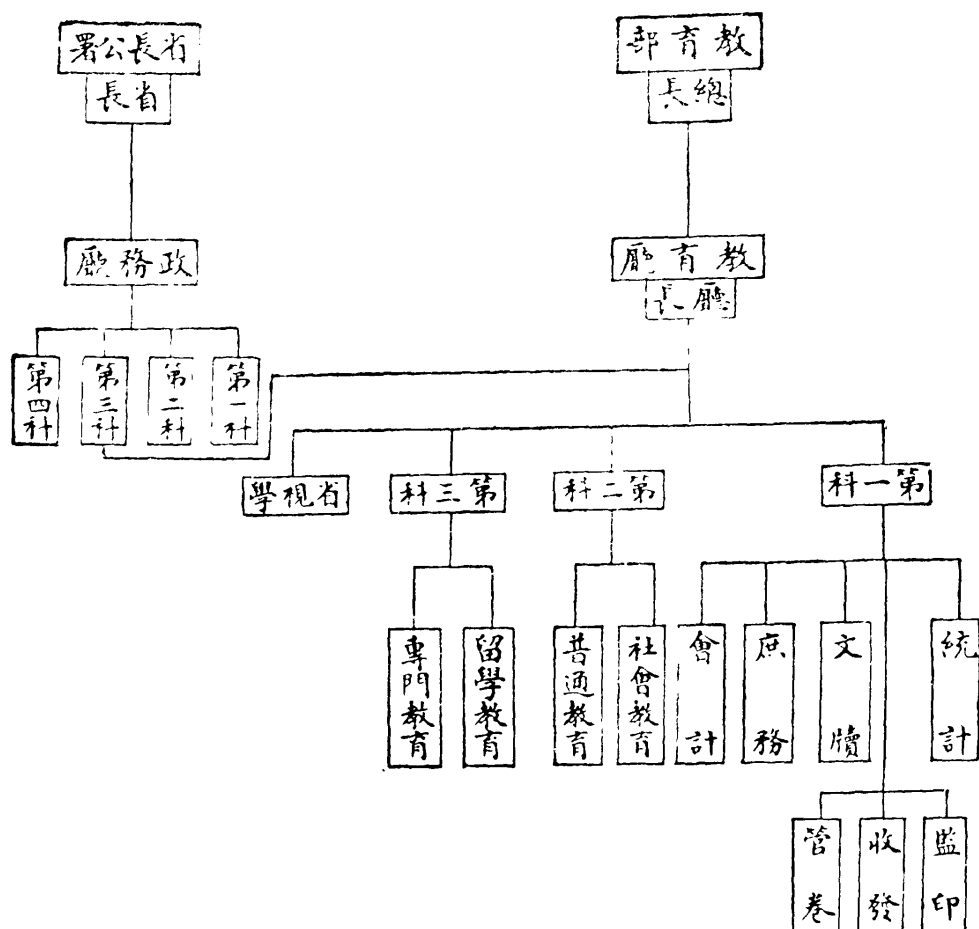 教育部
總長
省長公署
省長
教育廳
廳長
政務廳
第一科
第二科
第三科
第四科
第一科
第二科
第三科
省視學
統計
文牘
庶務
會計
社會教育
普通教育
留學教育
專門教育
監印
收發
管卷